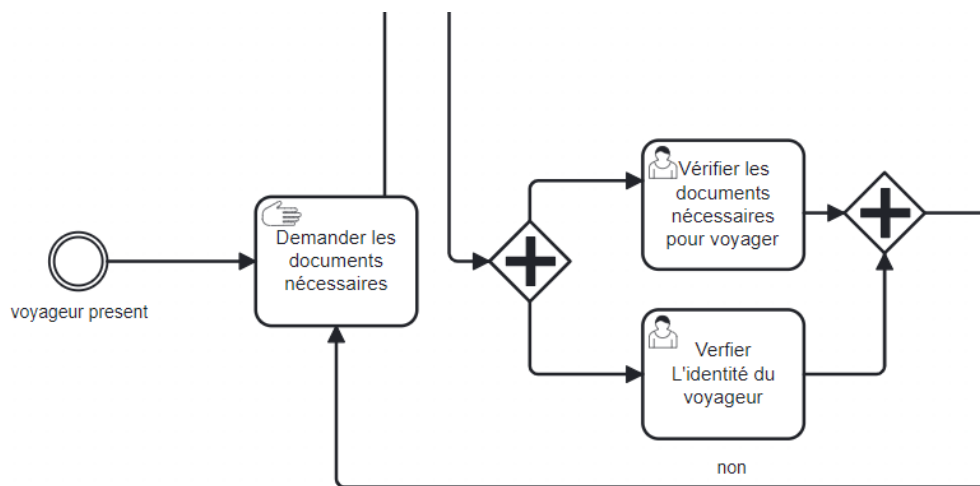 voyageur present
Demander les
documents
nécessaires
Vérifier les
documents
nécessaires
pour voyager
Verfier
L'identité du
voyageur
non